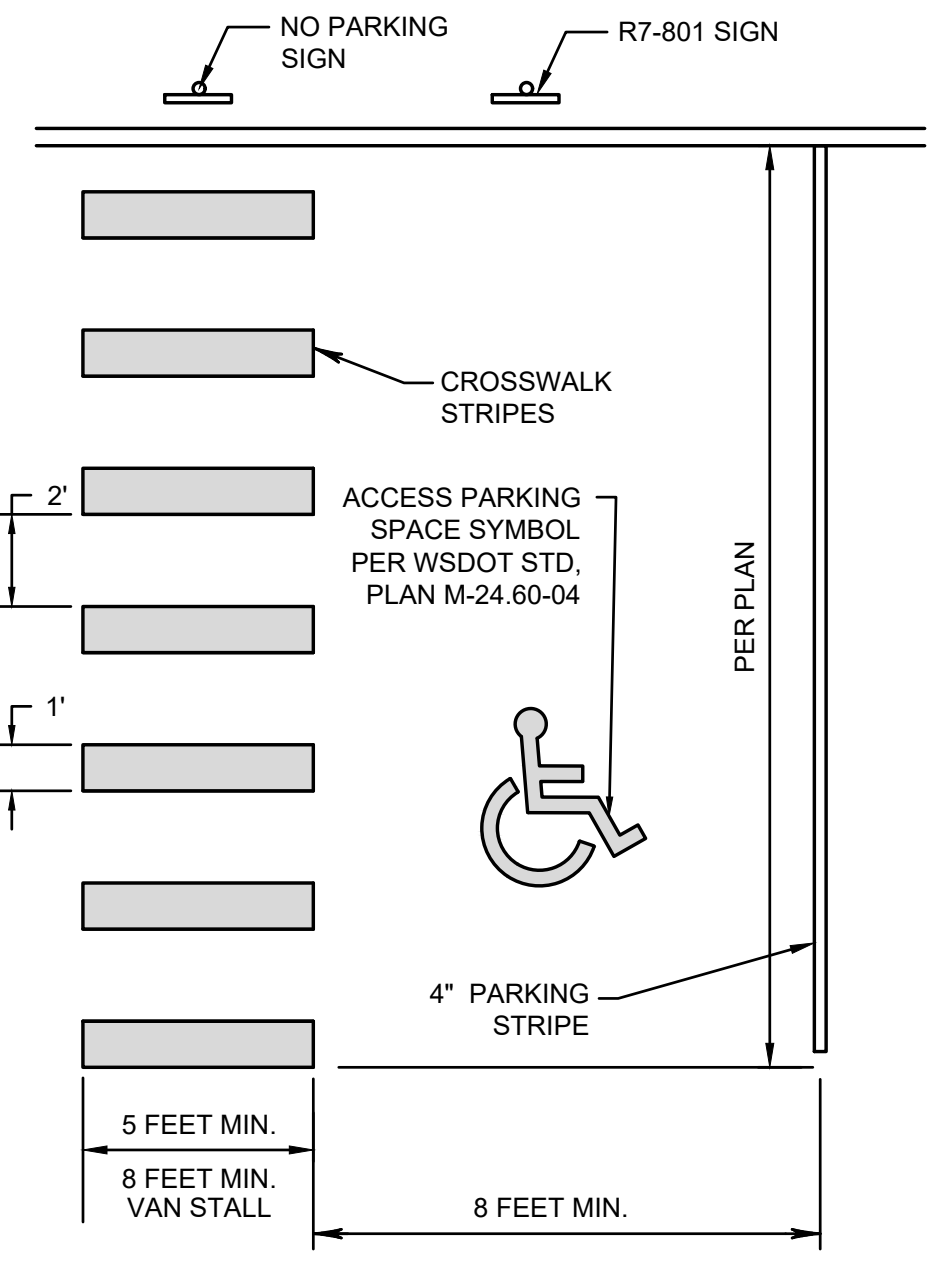 NO PARKING
SIGN
R7-801 SIGN
CROSSWALK
STRIPES
2'
ACCESS PARKING
SPACE SYMBOL
PER WSDOT STD,
PLAN M-24.60-04
PER PLAN
1'
4" PARKING
STRIPE
5 FEET MIN.
8 FEET MIN.
VAN STALL
8 FEET MIN.